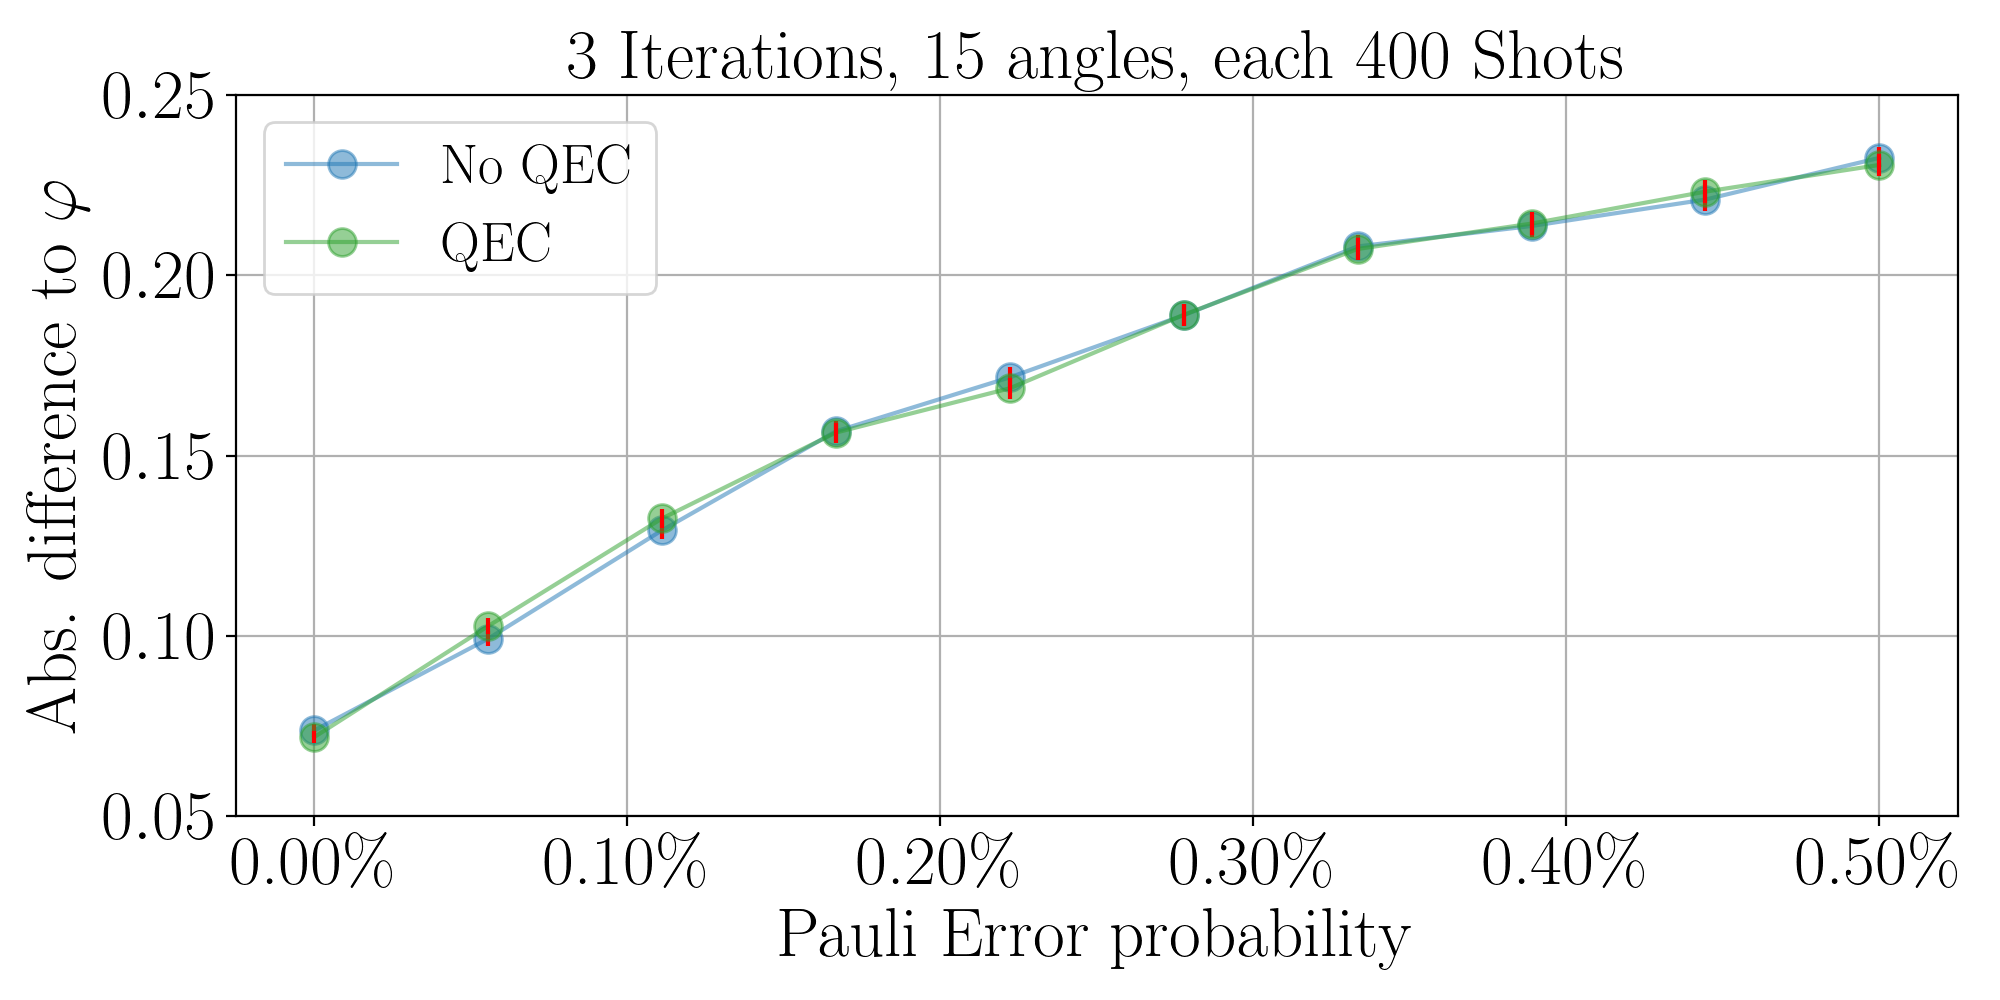 3 Iterations, 15 angles, each 400 Shots
Abs. difference to φ
0.25
0.20
0.15
0.10
0.05
No QEC
QEC
0.00% 0.10% 0.20% 0.30% 0.40% 0.50%
Pauli Error probability